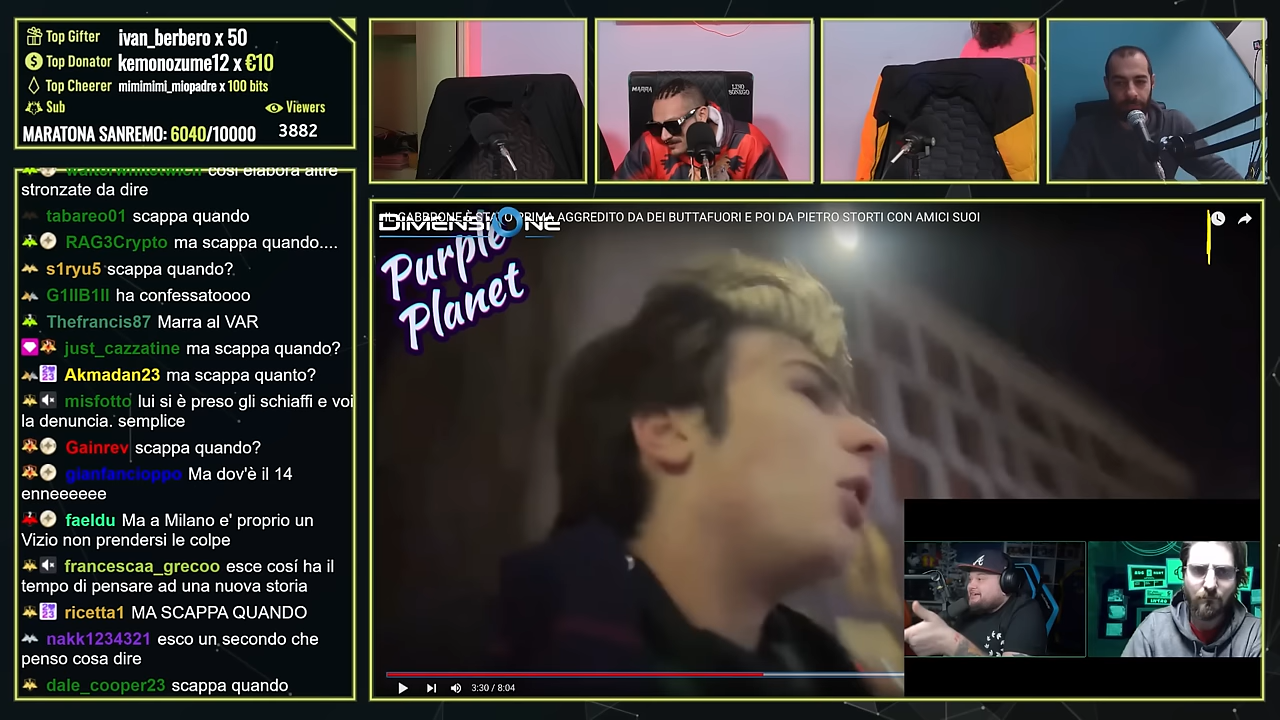 Top Gifter ivan_berbero x 50
Top Donator kemonozume12 x €10
Top Cheerer mimimimi_miopadre x 100 bits
Sub
Viewers
MARATONA SANREMO: 6040/10000
3882
così elabora altre
stronzate da dire
tabareo01 scappa quando
RAG3Crypto ma scappa quando....
s1ryu5 scappa quando?
G1llB1ll ha confessatoooo
Thefrancis87 Marra al VAR
just_cazzatine ma scappa quando?
Akmadan23 ma scappa quanto?
misfotto lui si è preso gli schiaffi e voi
la denuncia. semplice
Gainrev scappa quando?
gianfancioppo Ma dov'è il 14
enneeeeee
faeldu Ma a Milano e' proprio un
Vizio non prendersi le colpe
francescaa_grecoo esce cosí ha il
tempo di pensare ad una nuova storia
ricetta1 MA SCAPPA QUANDO
nakk1234321 esco un secondo che
penso cosa dire
dale_cooper23 scappa quando
MARRA
LINO
SONEGO
IL GABBRONE È STATO PRIMA AGGREDITO DA DEI BUTTAFUORI E POI DA PIETRO STORTI CON AMICI SUOI
DIMENSIONE
Purple
Planet
3:30 / 8:04